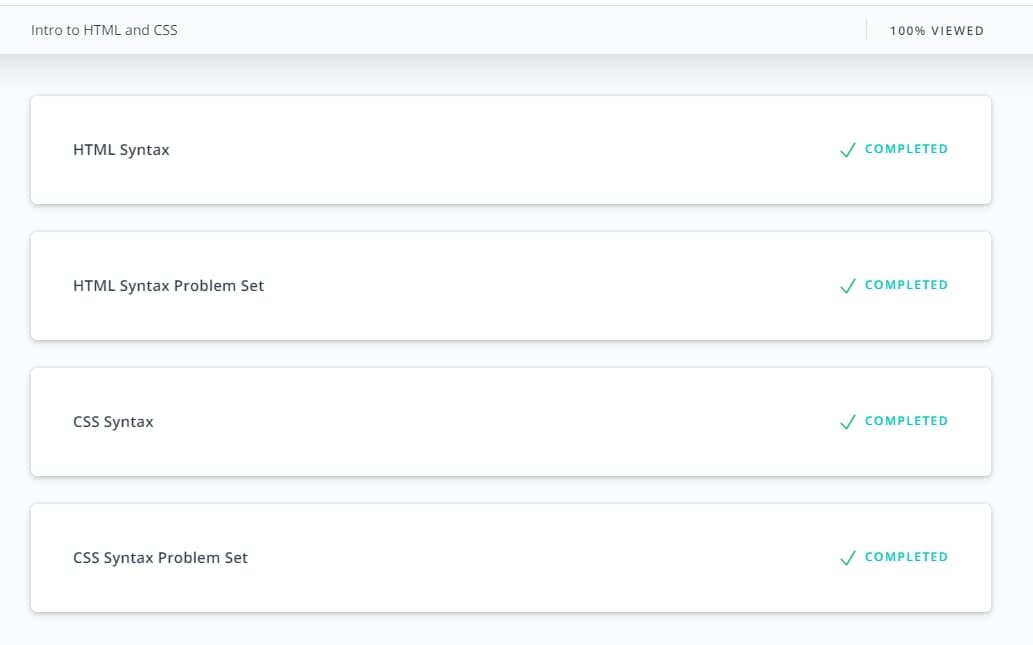 Intro to HTML and CSS
100% VIEWED
HTML Syntax
COMPLETED
HTML Syntax Problem Set
COMPLETED
CSS Syntax
COMPLETED
CSS Syntax Problem Set
COMPLETED